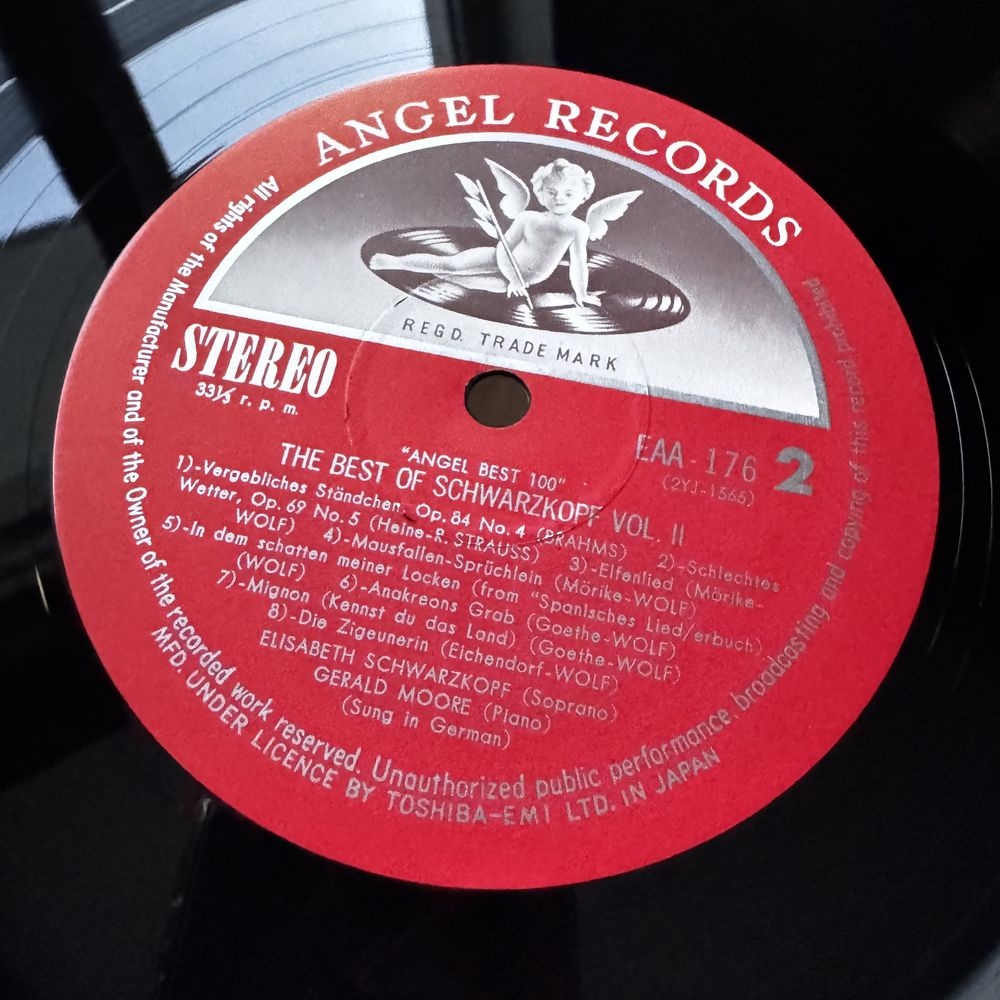 ANGEL RECORDS
REGD. TRADE MARK
STEREO
33⅓ r. p. m.
EAA-176 2
(2YJ-1565)
"ANGEL BEST 100"
THE BEST OF SCHWARZKOPF VOL. II
1)-Vergebliches Ständchen, Op. 84 No. 4 (BRAHMS) 2)-Schlechtes
Wetter, Op. 69 No. 5 (Heine-R. STRAUSS) 3)-Elfenlied (Mörike-
WOLF) 4)-Mausfallen-Sprüchlein (Mörike-WOLF)
5)-In dem schatten meiner Locken (from "Spanisches Lied/erbuch)
(WOLF) 6)-Anakreons Grab (Goethe-WOLF)
7)-Mignon (Kennst du das Land) (Goethe-WOLF)
8)-Die Zigeunerin (Eichendorf-WOLF)
ELISABETH SCHWARZKOPF (Soprano)
GERALD MOORE (Piano)
(Sung in German)
All rights of the Manufacturer and of the Owner of the recorded work reserved. Unauthorized public performance, broadcasting and copying of this record prohibited
MFD. UNDER LICENCE BY TOSHIBA-EMI LTD. IN JAPAN